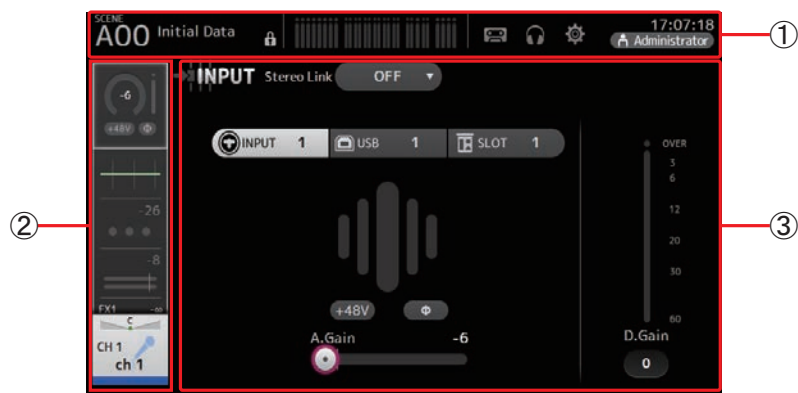 SCENE
A00 Initial Data
17:07:18
Administrator
①
INPUT Stereo Link OFF
-6
+48V Φ
INPUT 1 USB 1 SLOT 1
OVER
3
6
12
20
30
60
-26
②
③
-8
FX1 -∞
C
CH 1
ch 1
+48V Φ
A.Gain -6
D.Gain
0